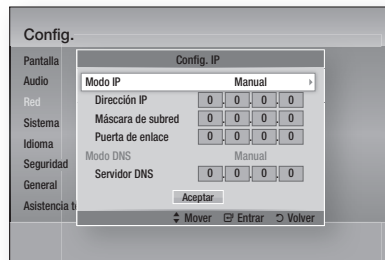 Config.
Pantalla
Audio
Red
Sistema
Idioma
Seguridad
General
Asistencia t
Config. IP
Modo IP Manual
Dirección IP 0 . 0 . 0 . 0
Máscara de subred 0 . 0 . 0 . 0
Puerta de enlace 0 . 0 . 0 . 0
Modo DNS Manual
Servidor DNS 0 . 0 . 0 . 0
Aceptar
Mover Entrar Volver